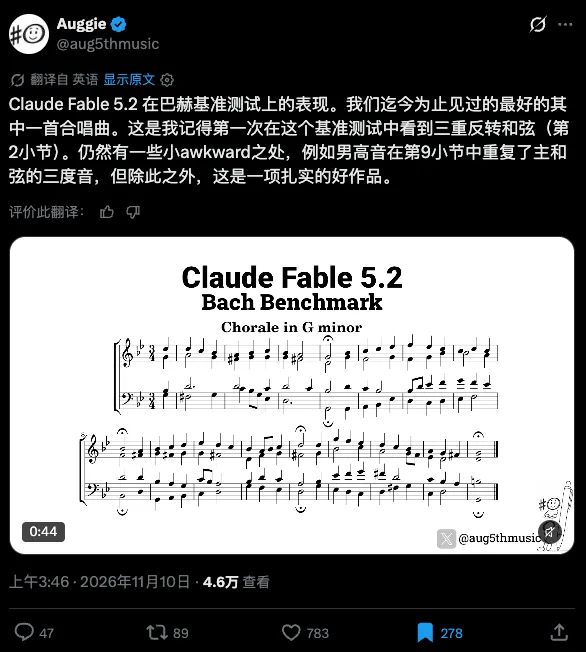 Auggie
@aug5thmusic
翻译自 英语 显示原文
Claude Fable 5.2 在巴赫基准测试上的表现。我们迄今为止见过的最好的其
中一首合唱曲。这是我记得第一次在这个基准测试中看到三重反转和弦（第
2小节）。仍然有一些小awkward之处，例如男高音在第9小节中重复了主和
弦的三度音，但除此之外，这是一项扎实的好作品。
评价此翻译：
Claude Fable 5.2
Bach Benchmark
Chorale in G minor
0:44
@aug5thmusic
上午3:46 · 2026年11月10日 · 4.6万 查看
47 89 783 278